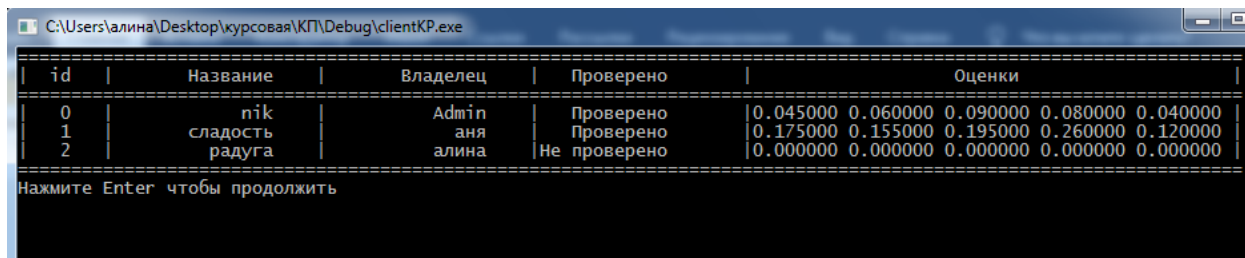 C:\Users\алина\Desktop\курсовая\КП\Debug\clientKP.exe
| id | Название | Владелец | Проверено | Оценки |
| 0 | nik | Admin | Проверено |0.045000 0.060000 0.090000 0.080000 0.040000 |
| 1 | сладость | аня | Проверено |0.175000 0.155000 0.195000 0.260000 0.120000 |
| 2 | радуга | алина |Не проверено |0.000000 0.000000 0.000000 0.000000 0.000000 |
Нажмите Enter чтобы продолжить